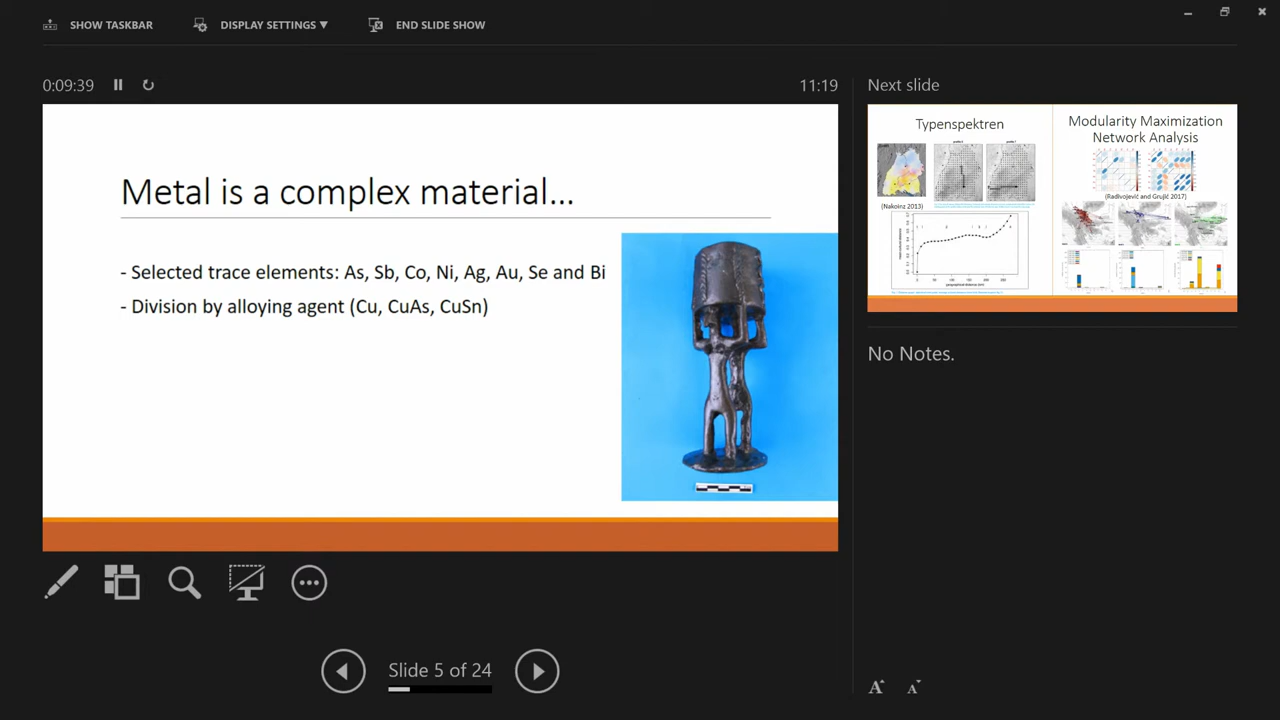 SHOW TASKBAR
DISPLAY SETTINGS ▼
END SLIDE SHOW
0:09:39
11:19
Metal is a complex material...
- Selected trace elements: As, Sb, Co, Ni, Ag, Au, Se and Bi
- Division by alloying agent (Cu, CuAs, CuSn)
Next slide
Typenspektren
(Nakoinz 2013)
Modularity Maximization
Network Analysis
(Radivojević and Grujić 2017)
No Notes.
Slide 5 of 24